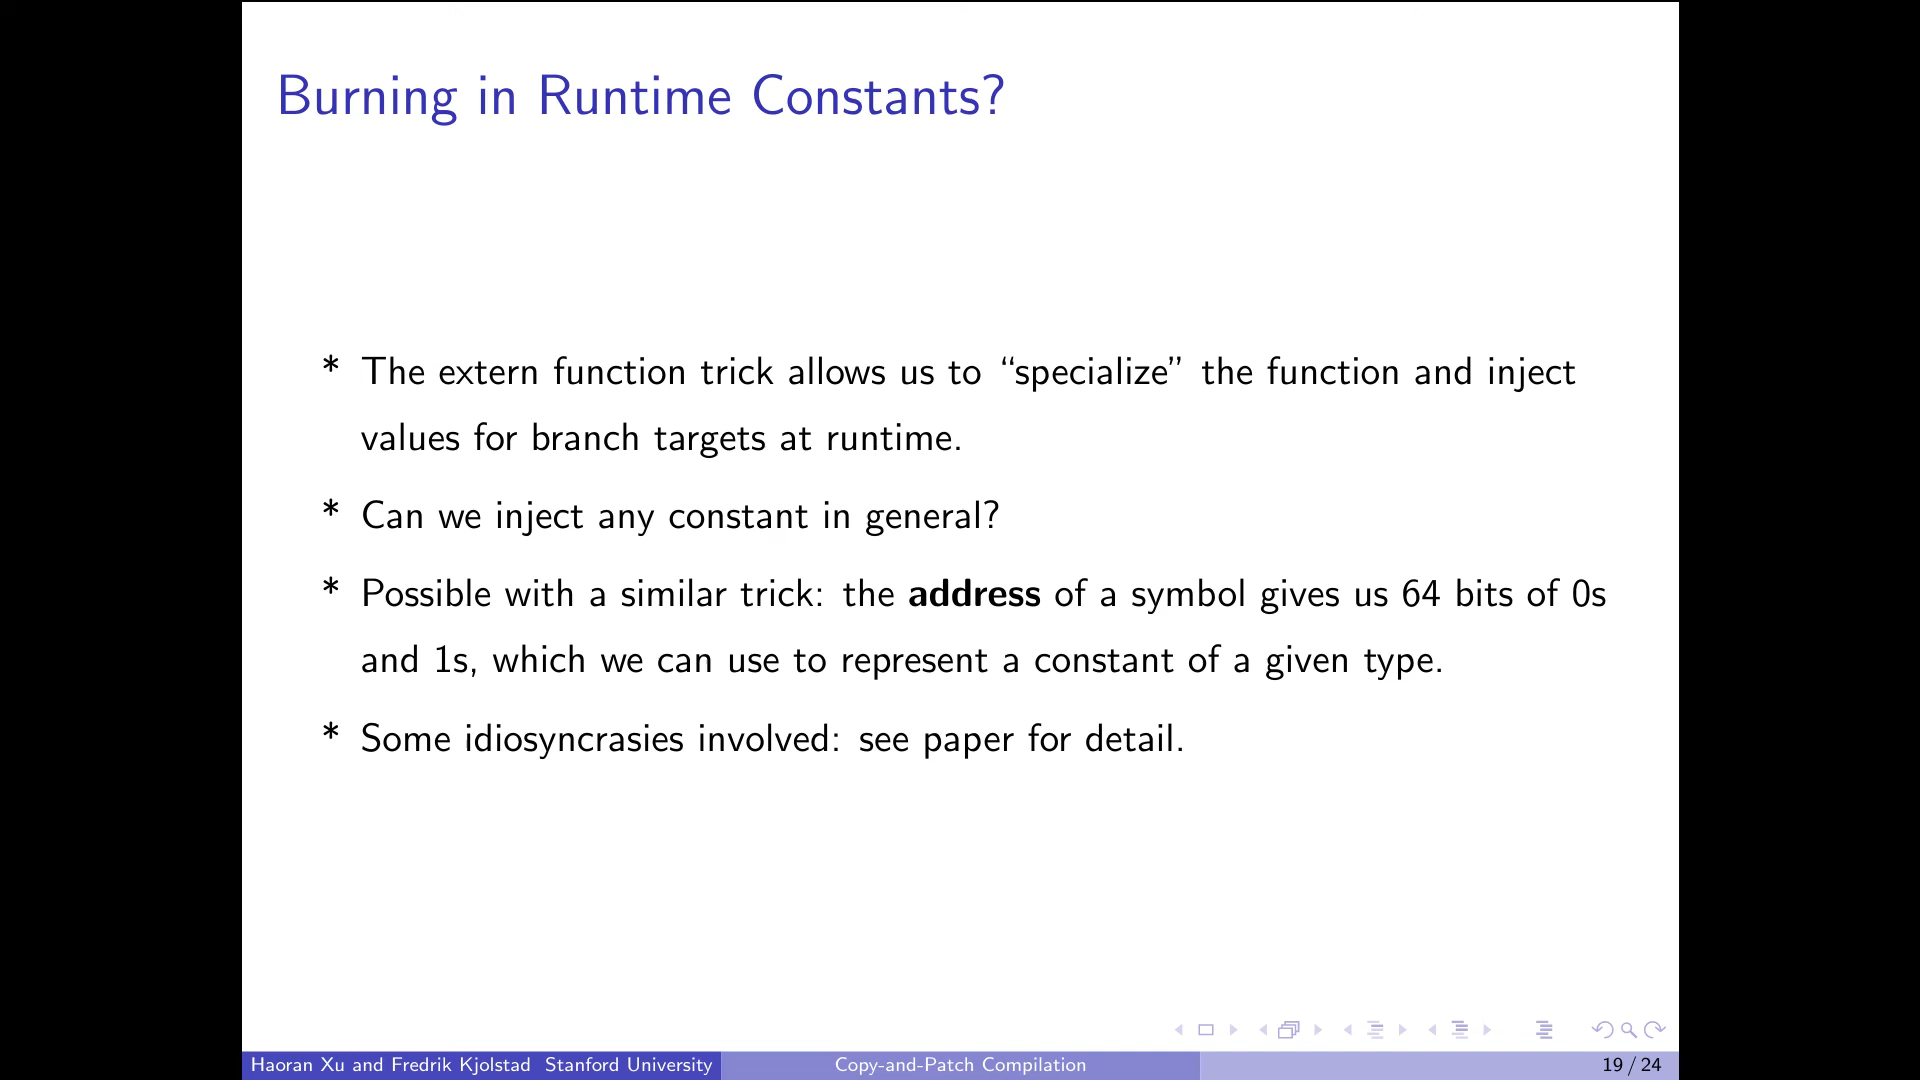 Burning in Runtime Constants?
* The extern function trick allows us to “specialize” the function and inject
values for branch targets at runtime.
* Can we inject any constant in general?
* Possible with a similar trick: the address of a symbol gives us 64 bits of 0s
and 1s, which we can use to represent a constant of a given type.
* Some idiosyncrasies involved: see paper for detail.
Haoran Xu and Fredrik Kjolstad Stanford University
Copy-and-Patch Compilation
19 / 24